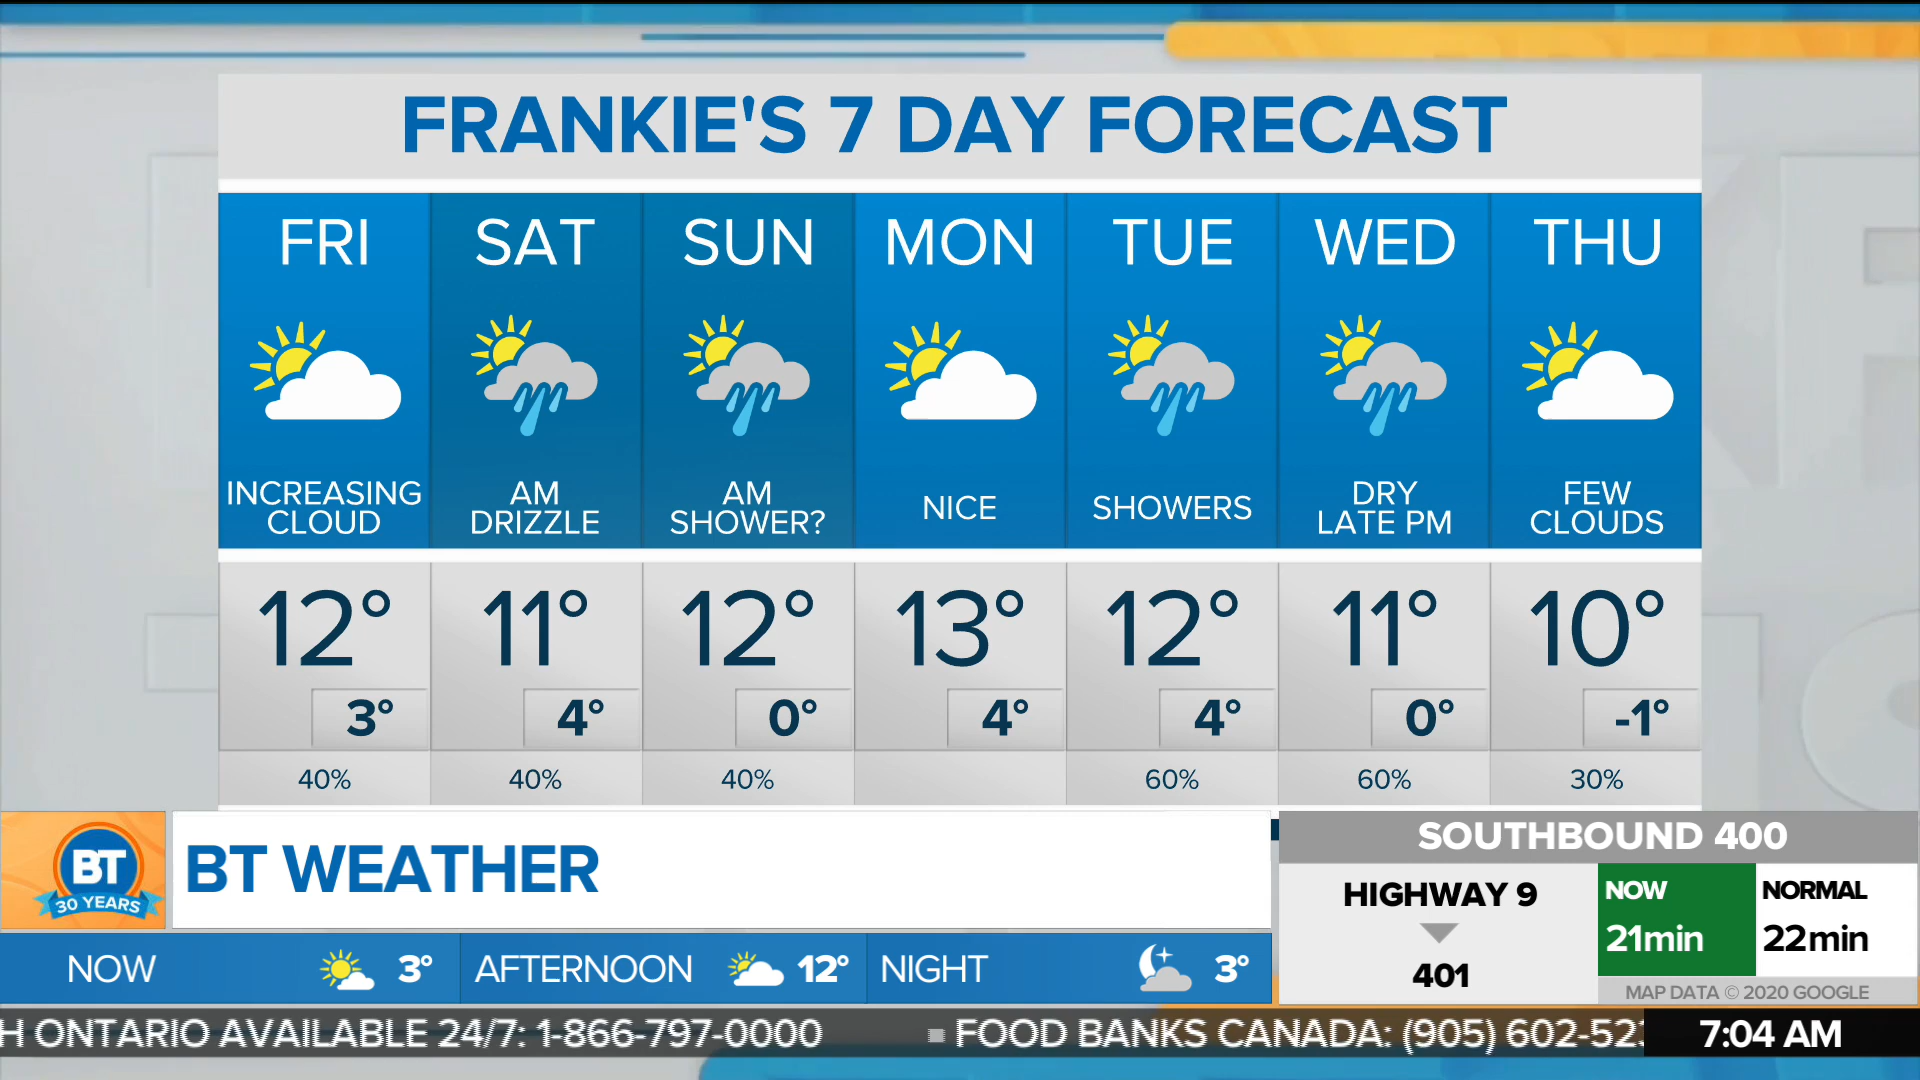 FRANKIE'S 7 DAY FORECAST
FRI SAT SUN MON TUE WED THU
INCREASING CLOUD
AM DRIZZLE
AM SHOWER?
NICE
SHOWERS
DRY LATE PM
FEW CLOUDS
12° 11° 12° 13° 12° 11° 10°
3° 4° 0° 4° 4° 0° -1°
40% 40% 40% 60% 60% 30%
BT
30 YEARS
BT WEATHER
SOUTHBOUND 400
HIGHWAY 9
401
NOW
21min
NORMAL
22min
MAP DATA © 2020 GOOGLE
NOW 3° AFTERNOON 12° NIGHT 3°
H ONTARIO AVAILABLE 24/7: 1-866-797-0000 ■ FOOD BANKS CANADA: (905) 602-52
7:04 AM